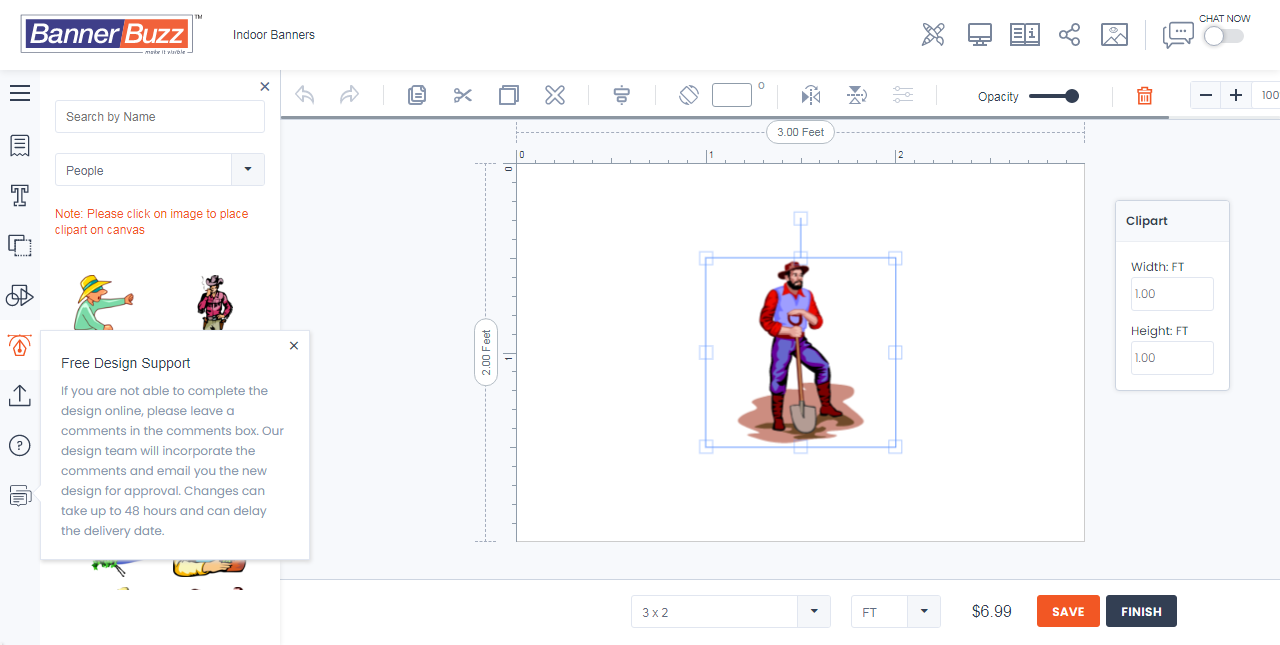 BannerBuzz™
make it visible
Indoor Banners
CHAT NOW
Search by Name
People
Note: Please click on image to place
clipart on canvas
Opacity
100
3.00 Feet
0 1 2
0
1
2.00 Feet
Clipart
Width: FT
1.00
Height: FT
1.00
Free Design Support
If you are not able to complete the
design online, please leave a
comments in the comments box. Our
design team will incorporate the
comments and email you the new
design for approval. Changes can
take up to 48 hours and can delay
the delivery date.
3 x 2
FT
$6.99
SAVE
FINISH